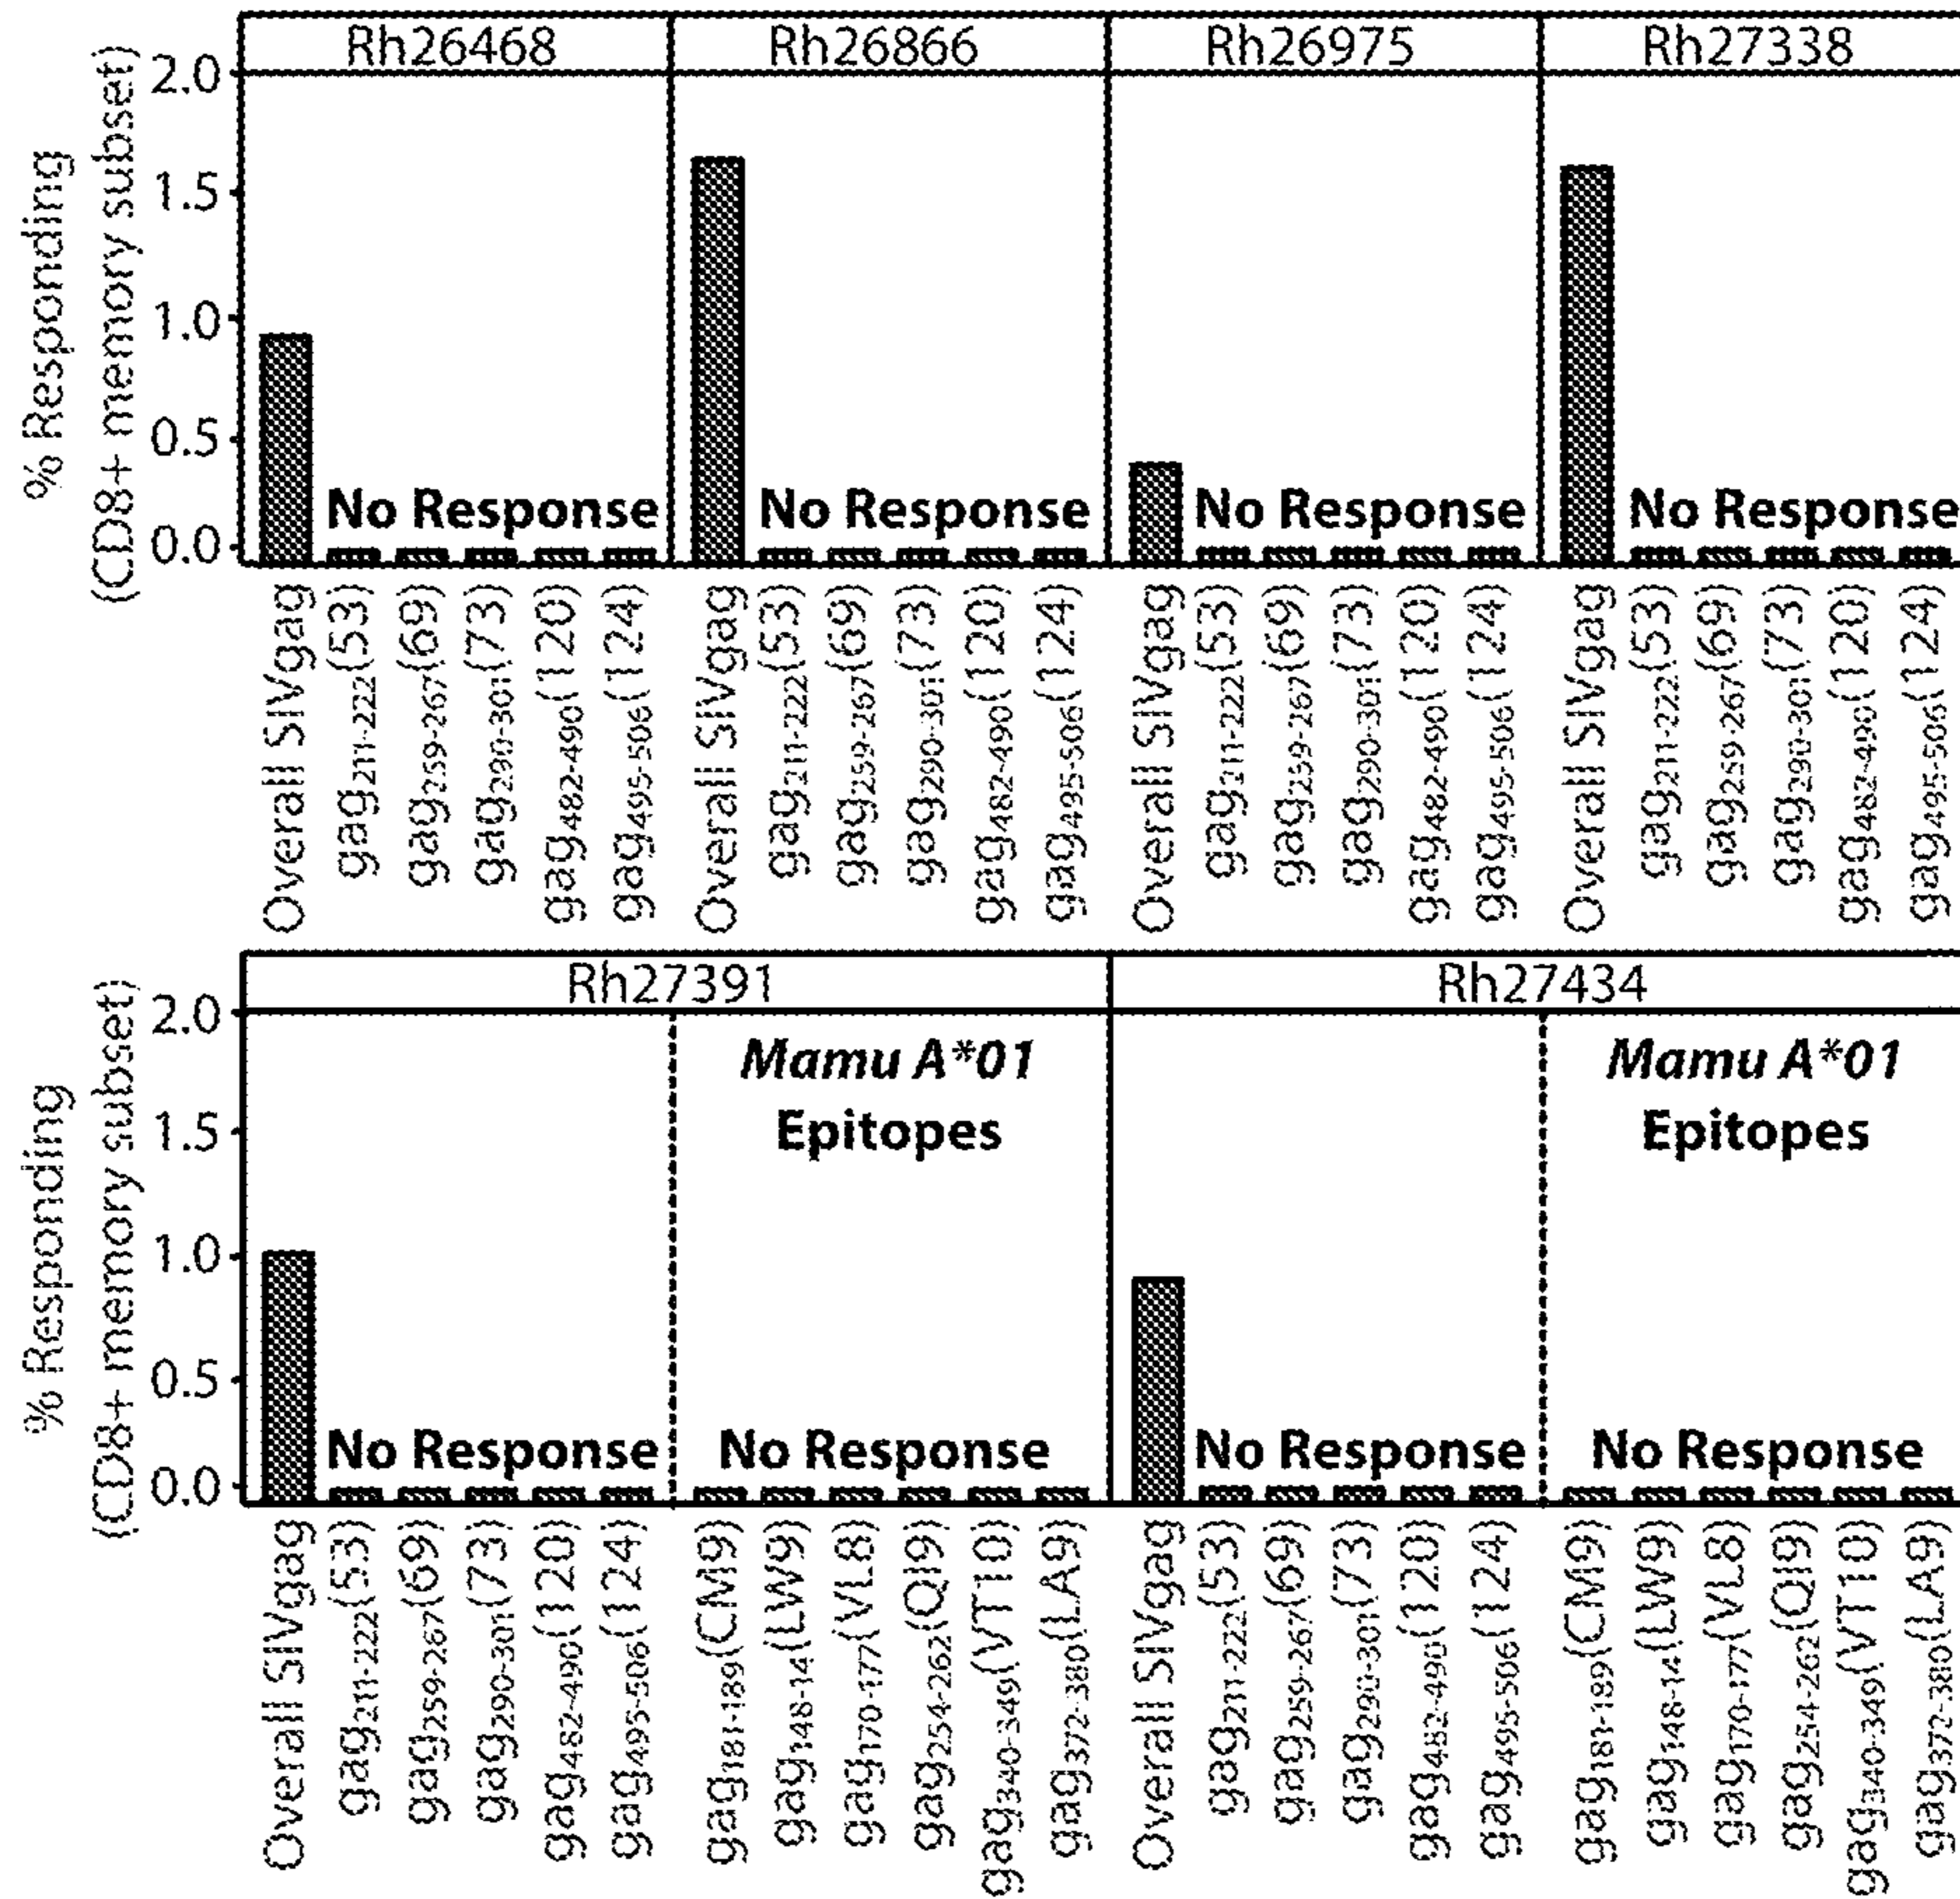 Rh26468 Rh26866 Rh26975 Rh27338
% Responding
(CD8+ memory subset)
2.0
1.5
1.0
0.5
0.0
No Response No Response No Response No Response
Overall SIVgag
gag211-222(53)
gag259-267(69)
gag290-301(73)
gag482-490(120)
gag495-506(124)
Overall SIVgag
gag211-222(53)
gag259-267(69)
gag290-301(73)
gag482-490(120)
gag495-506(124)
Overall SIVgag
gag211-222(53)
gag259-267(69)
gag290-301(73)
gag482-490(120)
gag495-506(124)
Overall SIVgag
gag211-222(53)
gag259-267(69)
gag290-301(73)
gag482-490(120)
gag495-506(124)
Rh27391 Rh27434
% Responding
(CD8+ memory subset)
2.0
1.5
1.0
0.5
0.0
Mamu A*01
Epitopes
Mamu A*01
Epitopes
No Response No Response No Response No Response
Overall SIVgag
gag211-222(53)
gag259-267(69)
gag290-301(73)
gag482-490(120)
gag495-506(124)
gag181-189(CM9)
gag148-14(LW9)
gag170-177(VL8)
gag254-262(QI9)
gag340-349(VT10)
gag372-380(LA9)
Overall SIVgag
gag211-222(53)
gag259-267(69)
gag290-301(73)
gag482-490(120)
gag495-506(124)
gag181-189(CM9)
gag148-14(LW9)
gag170-177(VL8)
gag254-262(QI9)
gag340-349(VT10)
gag372-380(LA9)